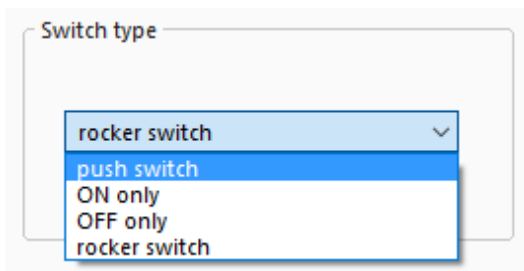 Switch type
rocker switch
push switch
ON only
OFF only
rocker switch